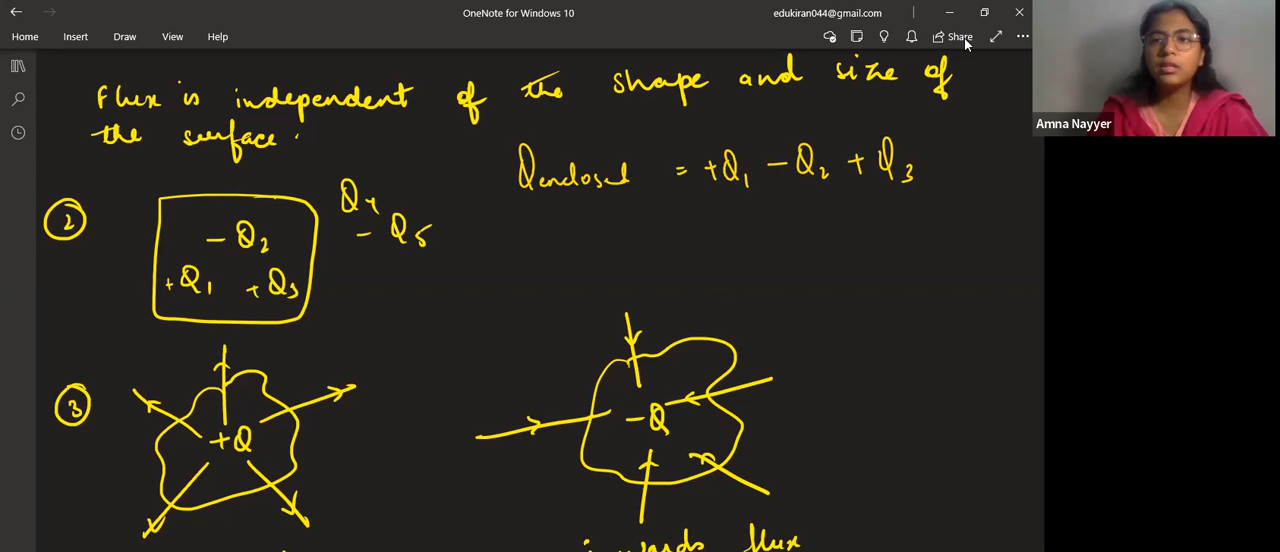 OneNote for Windows 10
edukiran044@gmail.com
Home Insert Draw View Help
Share
Amna Nayyer
Flux is independent of the shape and size of
the surface.
Qenclosed = +Q1 - Q2 + Q3
② Q4
- Q2 - Q5
+Q1 +Q3
③ +Q -Q
inwards flux